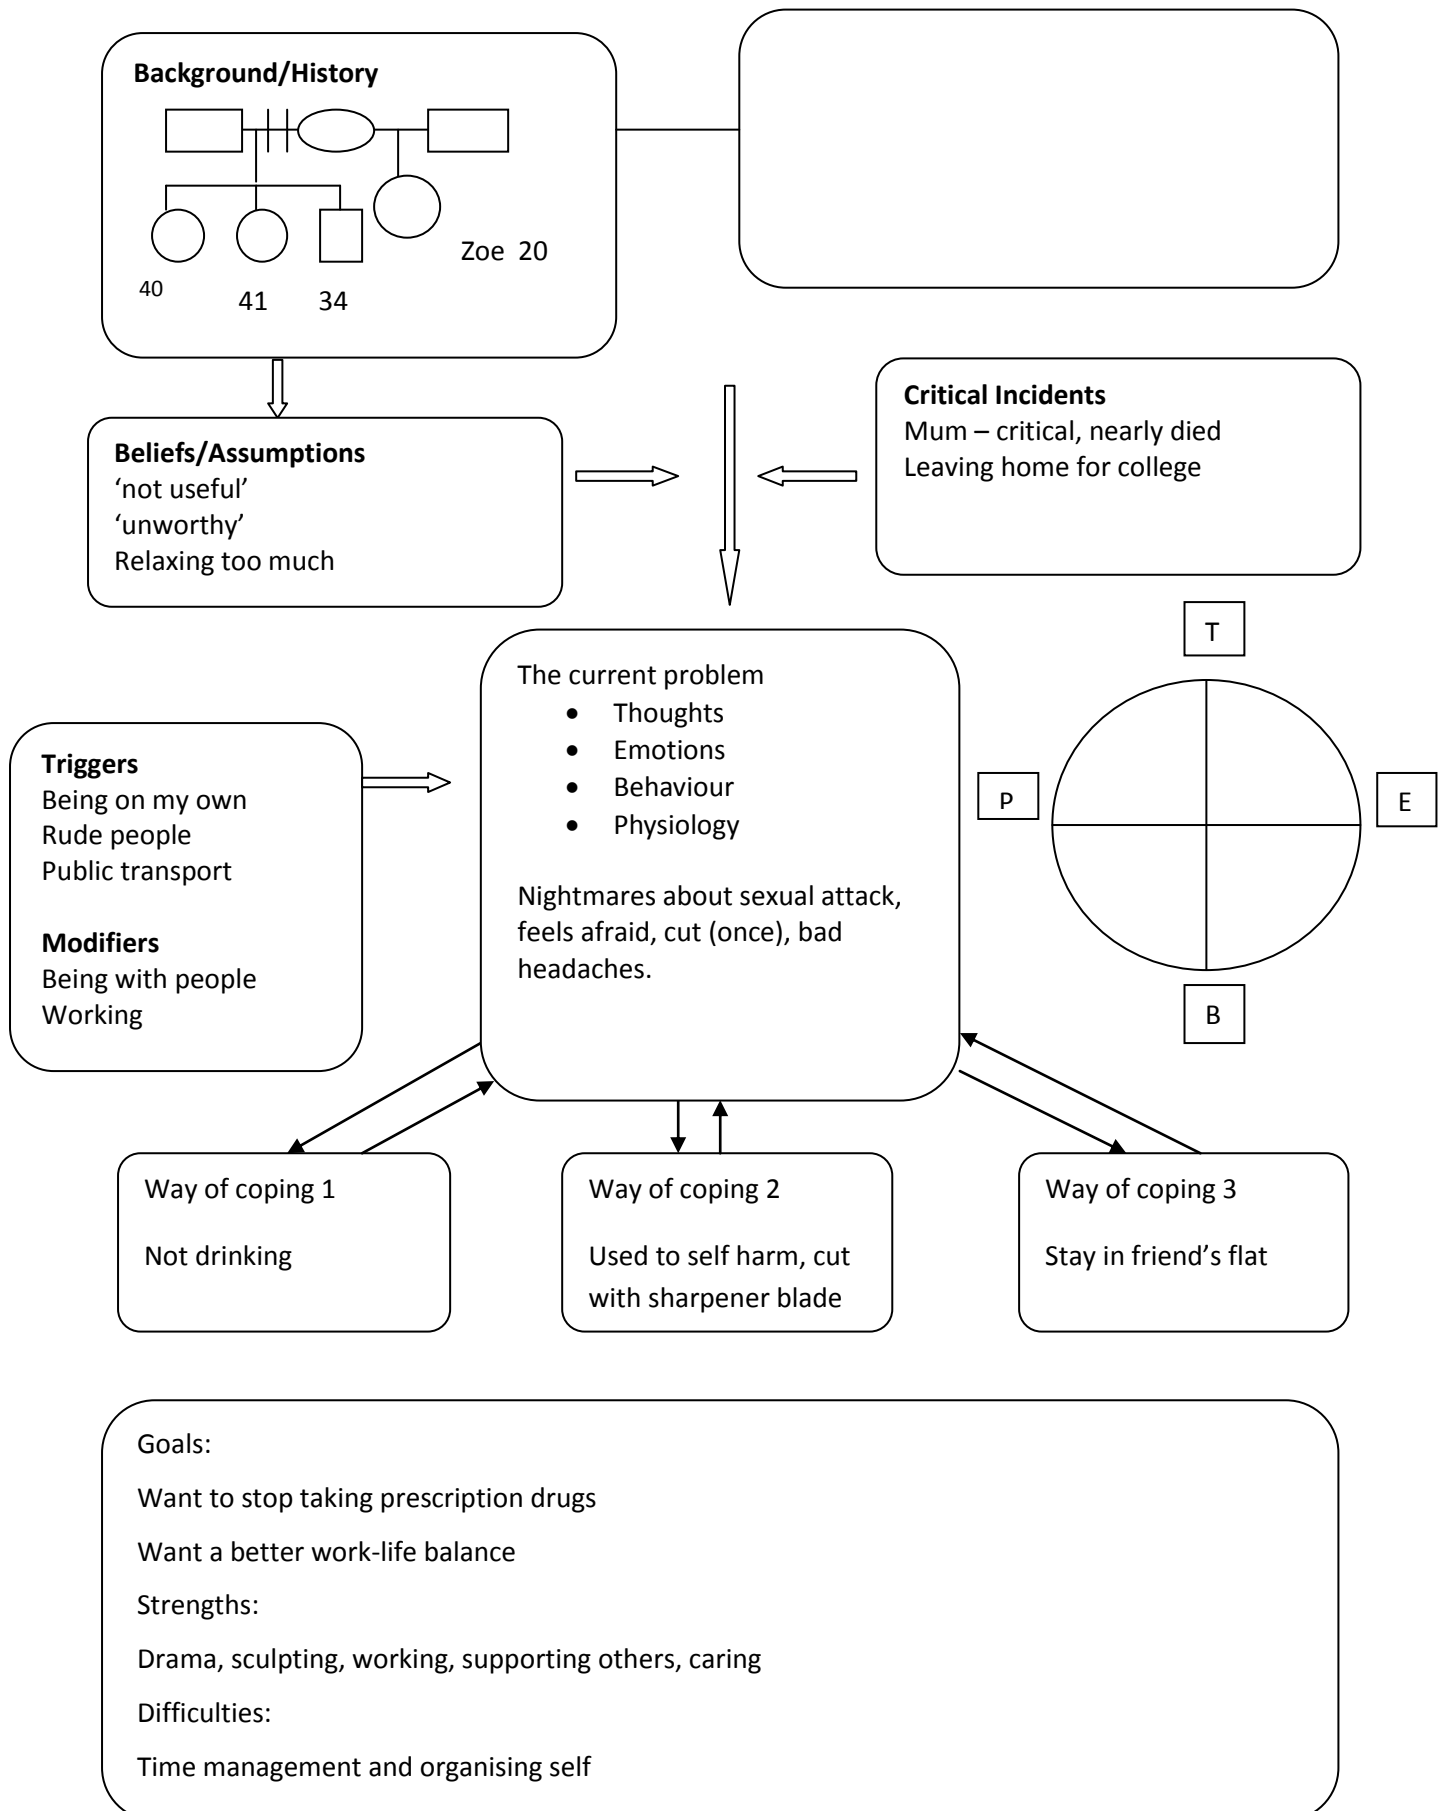 Background/History
Zoe 20
40
41
34
Beliefs/Assumptions
‘not useful’
‘unworthy’
Relaxing too much
Critical Incidents
Mum – critical, nearly died
Leaving home for college
Triggers
Being on my own
Rude people
Public transport
Modifiers
Being with people
Working
The current problem
• Thoughts
• Emotions
• Behaviour
• Physiology
Nightmares about sexual attack,
feels afraid, cut (once), bad
headaches.
T
P
E
B
Way of coping 1
Not drinking
Way of coping 2
Used to self harm, cut
with sharpener blade
Way of coping 3
Stay in friend’s flat
Goals:
Want to stop taking prescription drugs
Want a better work-life balance
Strengths:
Drama, sculpting, working, supporting others, caring
Difficulties:
Time management and organising self